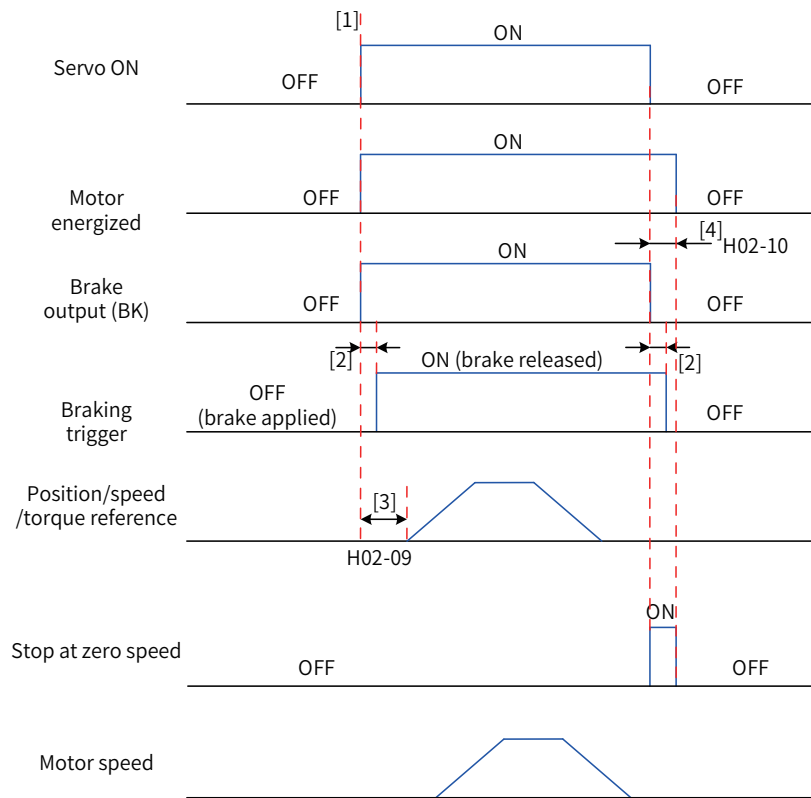 [1]
ON
Servo ON
OFF
OFF
ON
Motor
energized
OFF
OFF
[4]
H02-10
ON
Brake
output (BK)
OFF
OFF
[2]
ON (brake released)
[2]
OFF
(brake applied)
Braking
trigger
OFF
Position/speed
/torque reference
[3]
H02-09
ON
Stop at zero speed
OFF
OFF
Motor speed